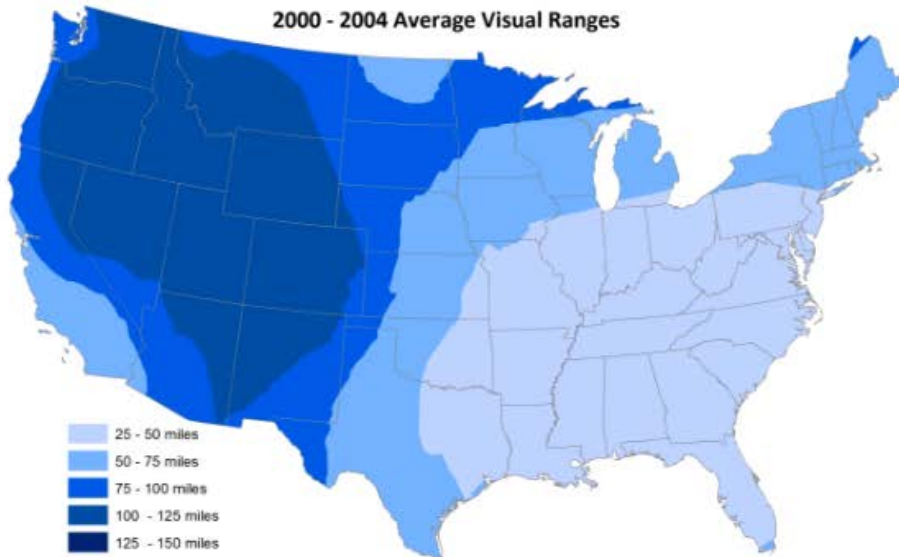 2000 - 2004 Average Visual Ranges
25 - 50 miles
50 - 75 miles
75 - 100 miles
100 - 125 miles
125 - 150 miles